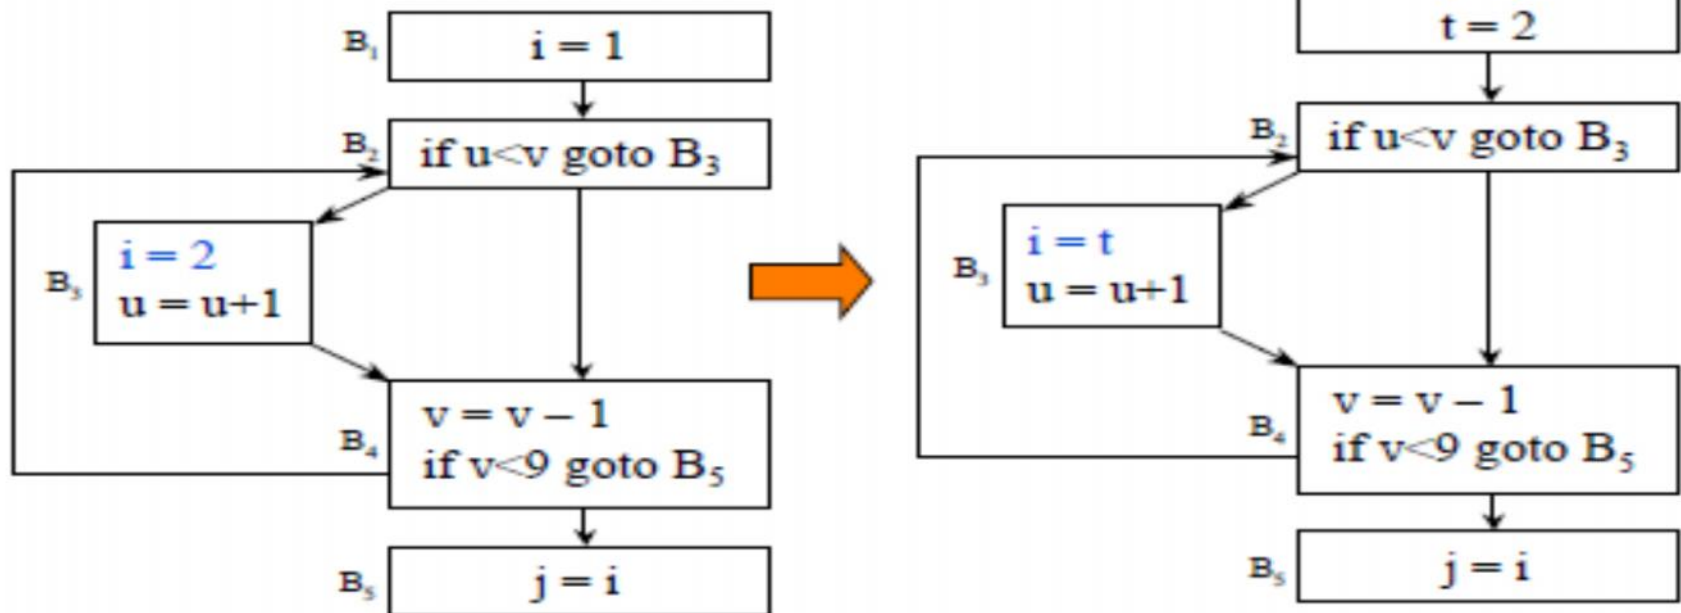 B₁
i = 1
B₂
if u<v goto B₃
B₃
i = 2
u = u+1
B₄
v = v – 1
if v<9 goto B₅
B₅
j = i
t = 2
B₂
if u<v goto B₃
B₃
i = t
u = u+1
B₄
v = v – 1
if v<9 goto B₅
B₅
j = i